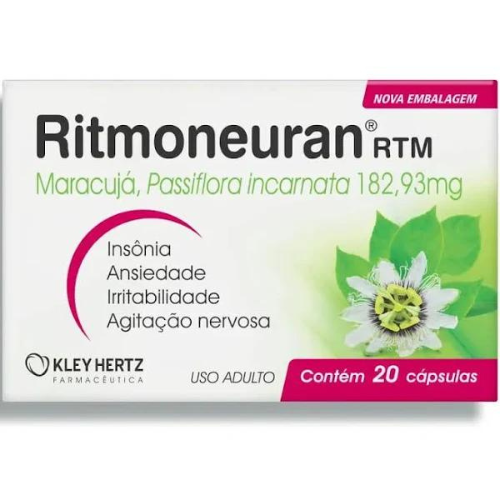 NOVA EMBALAGEM
Ritmoneuran® RTM
Maracujá, Passiflora incarnata 182,93mg
Insônia
Ansiedade
Irritabilidade
Agitação nervosa
KLEY HERTZ
FARMACÊUTICA
USO ADULTO
Contém 20 cápsulas